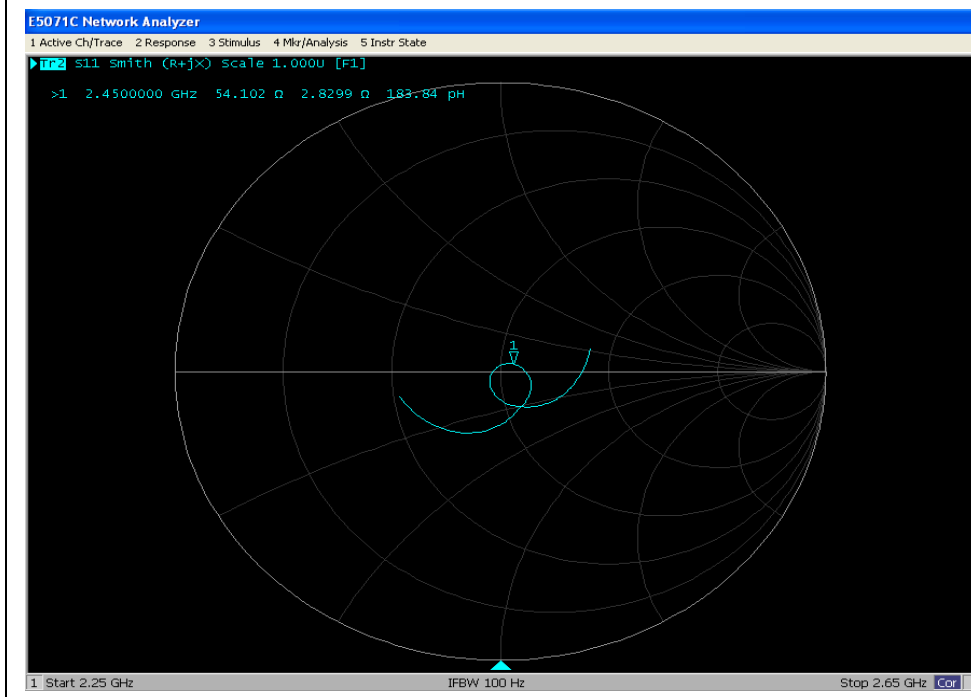 E5071C Network Analyzer
1 Active Ch/Trace 2 Response 3 Stimulus 4 Mkr/Analysis 5 Instr State
Tr2 S11 Smith (R+jX) Scale 1.000U [F1]
>1 2.4500000 GHz 54.102 Ω 2.8299 Ω 183.84 pH
1
1 Start 2.25 GHz IFBW 100 Hz Stop 2.65 GHz Cor